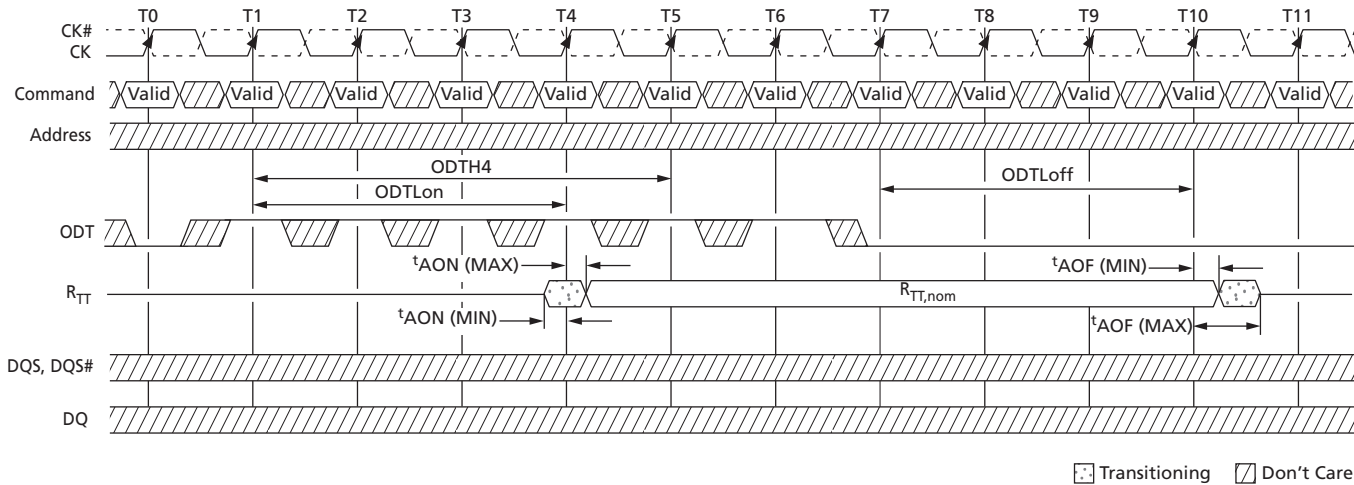 T0 T1 T2 T3 T4 T5 T6 T7 T8 T9 T10 T11
CK#
CK
Command Valid Valid Valid Valid Valid Valid Valid Valid Valid Valid Valid Valid
Address
ODTH4
ODTLoff
ODTLon
ODT
tAON (MAX) tAOF (MIN)
RTT RTT,nom
tAON (MIN) tAOF (MAX)
DQS, DQS#
DQ
Transitioning Don't Care